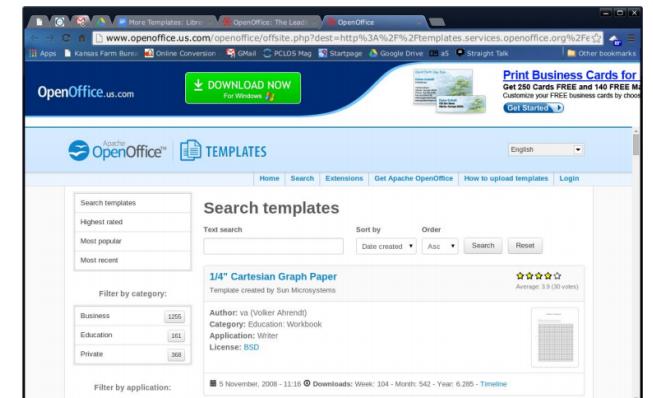 More Templates: Libre
OpenOffice: The Leadi
OpenOffice
www.openoffice.us.com/openoffice/offsite.php?dest=http%3A%2F%2Ftemplates.services.openoffice.org%2Fe
Apps Kansas Farm Burea Online Conversion GMail PCLOS Mag Startpage Google Drive aS Straight Talk Other bookmarks
OpenOffice.us.com
DOWNLOAD NOW
For Windows
Print Business Cards for
Get 250 Cards FREE and 140 FREE Ma
Customize your FREE business cards by choos
Get Started
Apache
OpenOffice™ TEMPLATES
English
Home Search Extensions Get Apache OpenOffice How to upload templates Login
Search templates
Highest rated
Most popular
Most recent
Filter by category:
Business 1255
Education 161
Private 368
Filter by application:
Search templates
Text search Sort by Order
Date created Asc Search Reset
1/4" Cartesian Graph Paper
Template created by Sun Microsystems
Average: 3.9 (30 votes)
Author: va (Volker Ahrendt)
Category: Education: Workbook
Application: Writer
License: BSD
5 November, 2008 - 11:16 Downloads: Week: 104 - Month: 542 - Year: 6.285 - Timeline